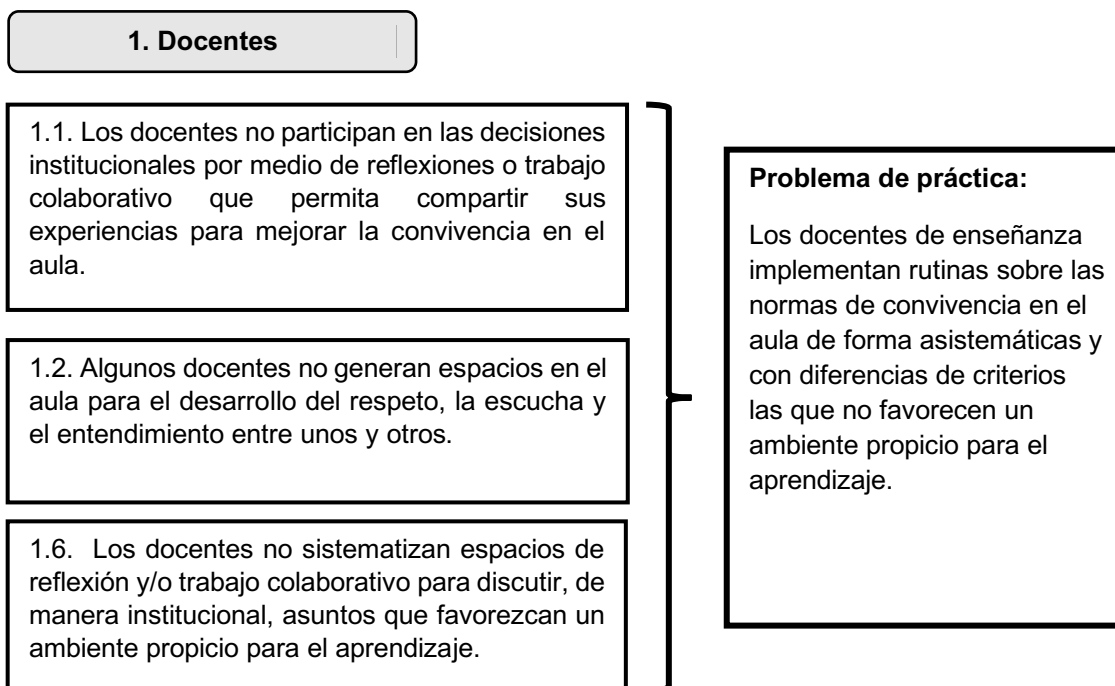 1. Docentes
1.1. Los docentes no participan en las decisiones
institucionales por medio de reflexiones o trabajo
colaborativo que permita compartir sus
experiencias para mejorar la convivencia en el
aula.
1.2. Algunos docentes no generan espacios en el
aula para el desarrollo del respeto, la escucha y
el entendimiento entre unos y otros.
1.6. Los docentes no sistematizan espacios de
reflexión y/o trabajo colaborativo para discutir, de
manera institucional, asuntos que favorezcan un
ambiente propicio para el aprendizaje.
Problema de práctica:
Los docentes de enseñanza
implementan rutinas sobre las
normas de convivencia en el
aula de forma asistemáticas y
con diferencias de criterios
las que no favorecen un
ambiente propicio para el
aprendizaje.